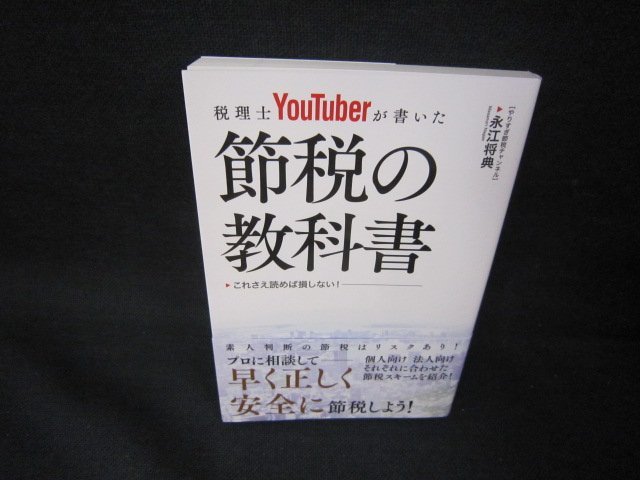 税理士YouTuberが書いた
節税の
教科書
▶これさえ読めば損しない!
【やりすぎ節税チャンネル】
▶永江将典
Masanori Nagae
素人判断の節税はリスクあり!
プロに相談して
早く正しく
安全に節税しよう!
個人向け 法人向け
それぞれに合わせた
節税スキームを紹介!